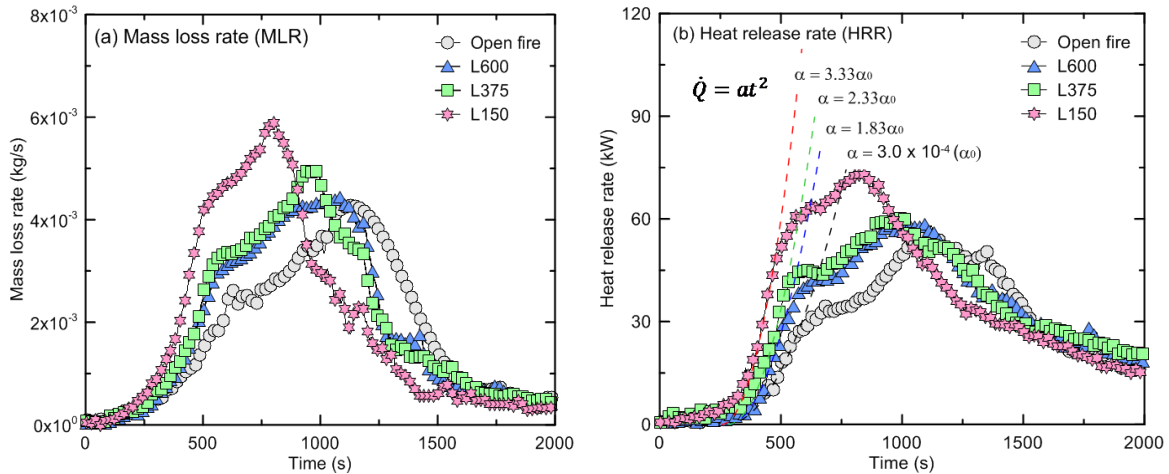 (a) Mass loss rate (MLR)
Open fire
L600
L375
L150
8x10⁻³
6x10⁻³
4x10⁻³
2x10⁻³
0x10⁰
Mass loss rate (kg/s)
0
500
1000
1500
2000
Time (s)
(b) Heat release rate (HRR)
Open fire
L600
L375
L150
Q̇ = at²
α = 3.33α₀
α = 2.33α₀
α = 1.83α₀
α = 3.0 x 10⁻⁴ (α₀)
120
90
60
30
0
Heat release rate (kW)
0
500
1000
1500
2000
Time (s)